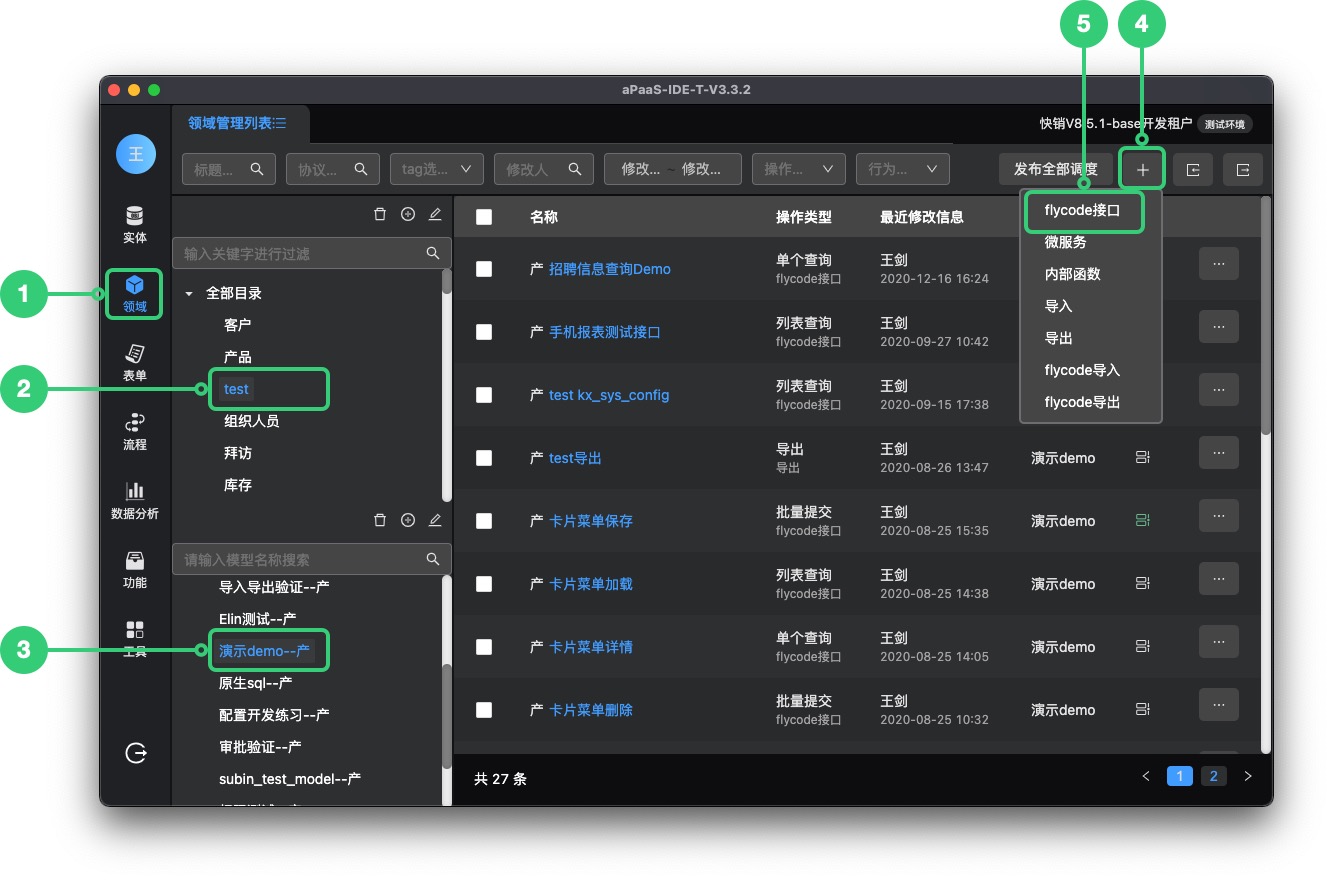 5
4
aPaaS-IDE-T-V3.3.2
领域管理列表
快销V8.5.1-base开发租户
测试环境
王
标题...
协议...
tag选...
修改人
修改... ~ 修改...
操作...
行为...
发布全部调度
实体
1
领域
表单
2
流程
数据分析
功能
3
工具
输入关键字进行过滤
全部目录
客户
产品
test
组织人员
拜访
库存
请输入模型名称搜索
导入导出验证--产
Elin测试--产
演示demo--产
原生sql--产
配置开发练习--产
审批验证--产
subin_test_model--产
名称 操作类型 最近修改信息
产 招聘信息查询Demo 单个查询 王剑
flycode接口 2020-12-16 16:24
...
产 手机报表测试接口 列表查询 王剑
flycode接口 2020-09-27 10:42
...
产 test kx_sys_config 列表查询 王剑
flycode接口 2020-09-15 17:38
...
产 test导出 导出 王剑 演示demo
导出 2020-08-26 13:47
...
产 卡片菜单保存 批量提交 王剑 演示demo
flycode接口 2020-08-25 15:35
...
产 卡片菜单加载 列表查询 王剑 演示demo
flycode接口 2020-08-25 14:38
...
产 卡片菜单详情 单个查询 王剑 演示demo
flycode接口 2020-08-25 14:05
...
产 卡片菜单删除 批量提交 王剑 演示demo
flycode接口 2020-08-25 10:32
...
flycode接口
微服务
内部函数
导入
导出
flycode导入
flycode导出
共 27 条
< 1 2 >